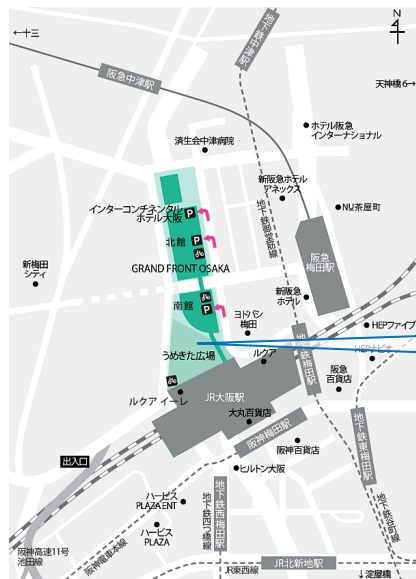 N
4
←十三
地下鉄中津駅
阪急中津駅
天神橋6→
済生会中津病院
ホテル阪急
インターナショナル
新阪急ホテル
アネックス
インターコンチネンタル
ホテル大阪
P
NU茶屋町
地下鉄御堂筋線
北館
P
阪急
梅田駅
GRAND FRONT OSAKA
新梅田
シティ
南館
P
新阪急
ホテル
ヨドバシ
梅田
HEPファイブ
地下鉄梅田駅
うめきた広場
ルクア
HEPナビオ
阪急
百貨店
ルクア イーレ
JR大阪駅
大丸百貨店
阪神梅田駅
地下鉄東梅田駅
阪神百貨店
出入口
ヒルトン大阪
ハービス
PLAZA ENT
地下鉄四つ橋線
地下鉄西梅田駅
地下鉄谷町線
ハービス
PLAZA
阪神高速11号
池田線
阪神電車本線
JR東西線
JR北新地駅
↓淀屋橋